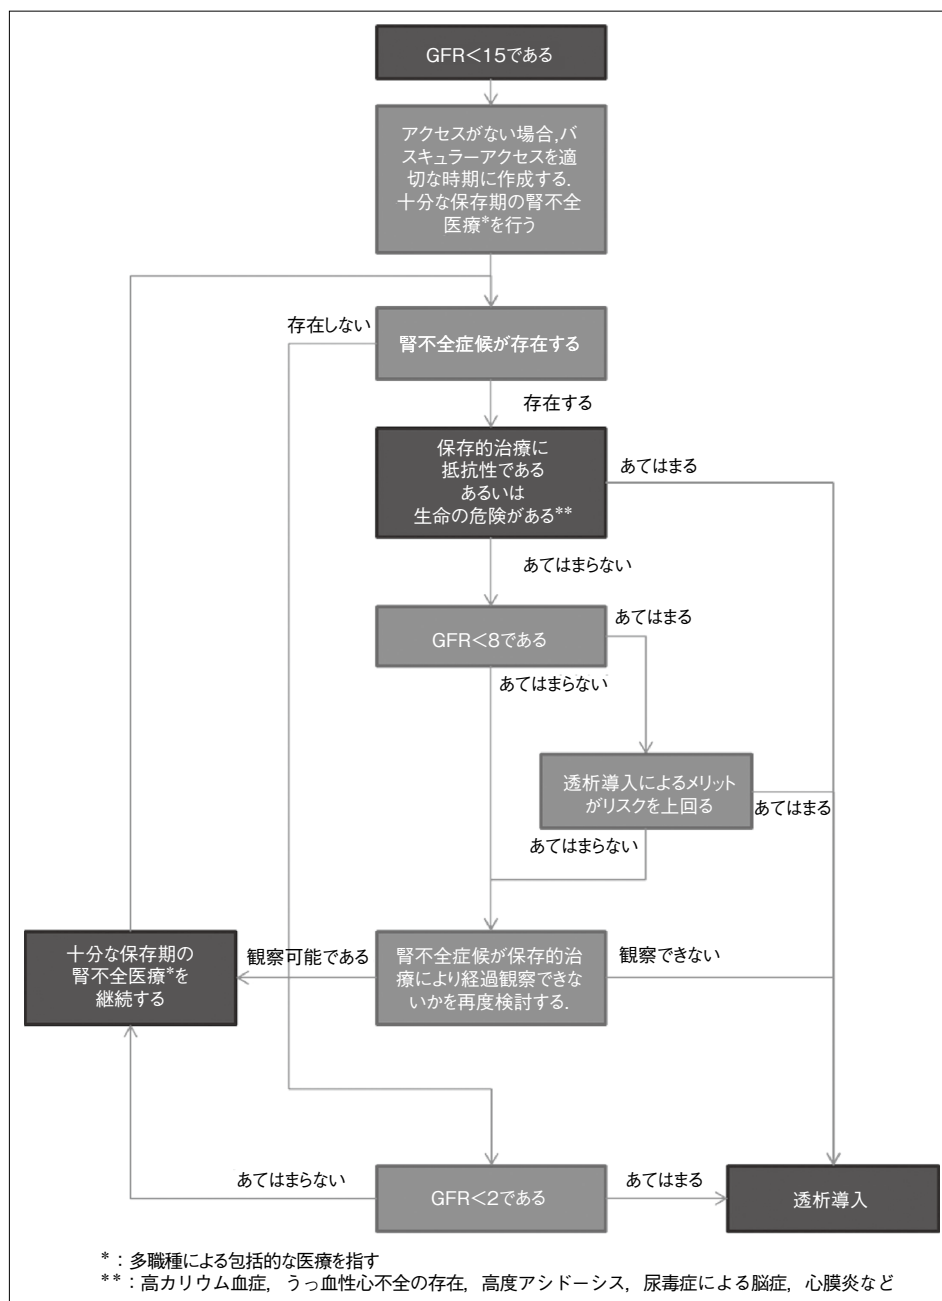 GFR<15である
アクセスがない場合,バ
スキュラーアクセスを適
切な時期に作成する.
十分な保存期の腎不全
医療*を行う
存在しない
腎不全症候が存在する
存在する
保存的治療に
抵抗性である
あるいは
生命の危険がある**
あてはまる
あてはまらない
GFR<8である
あてはまる
あてはまらない
透析導入によるメリット
がリスクを上回る
あてはまる
あてはまらない
十分な保存期の
腎不全医療*を
継続する
観察可能である
腎不全症候が保存的治
療により経過観察できな
いかを再度検討する.
観察できない
あてはまらない
GFR<2である
あてはまる
透析導入
*:多職種による包括的な医療を指す
**:高カリウム血症,うっ血性心不全の存在,高度アシドーシス,尿毒症による脳症,心膜炎など